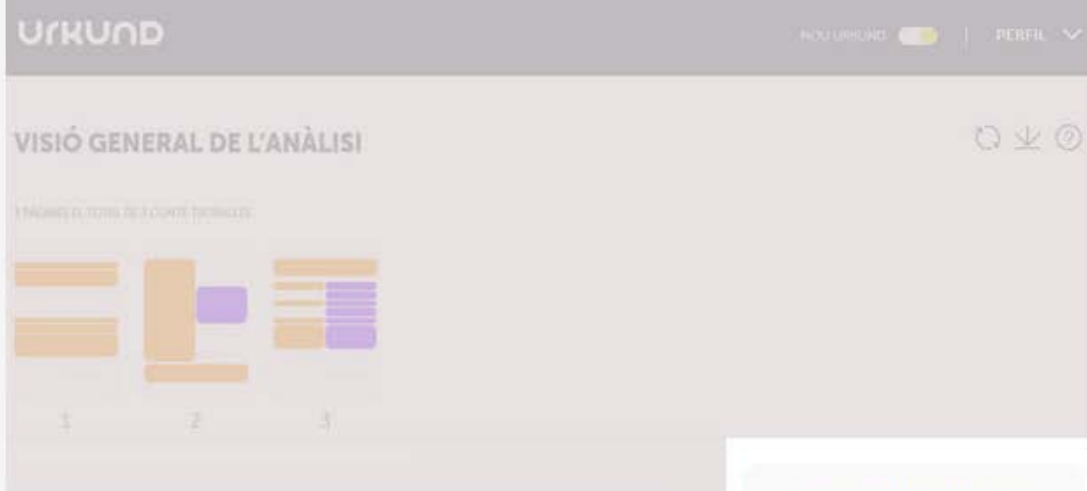 URKUND
NOU URKUND
PERFIL
VISIÓ GENERAL DE L'ANÀLISI
1
2
3